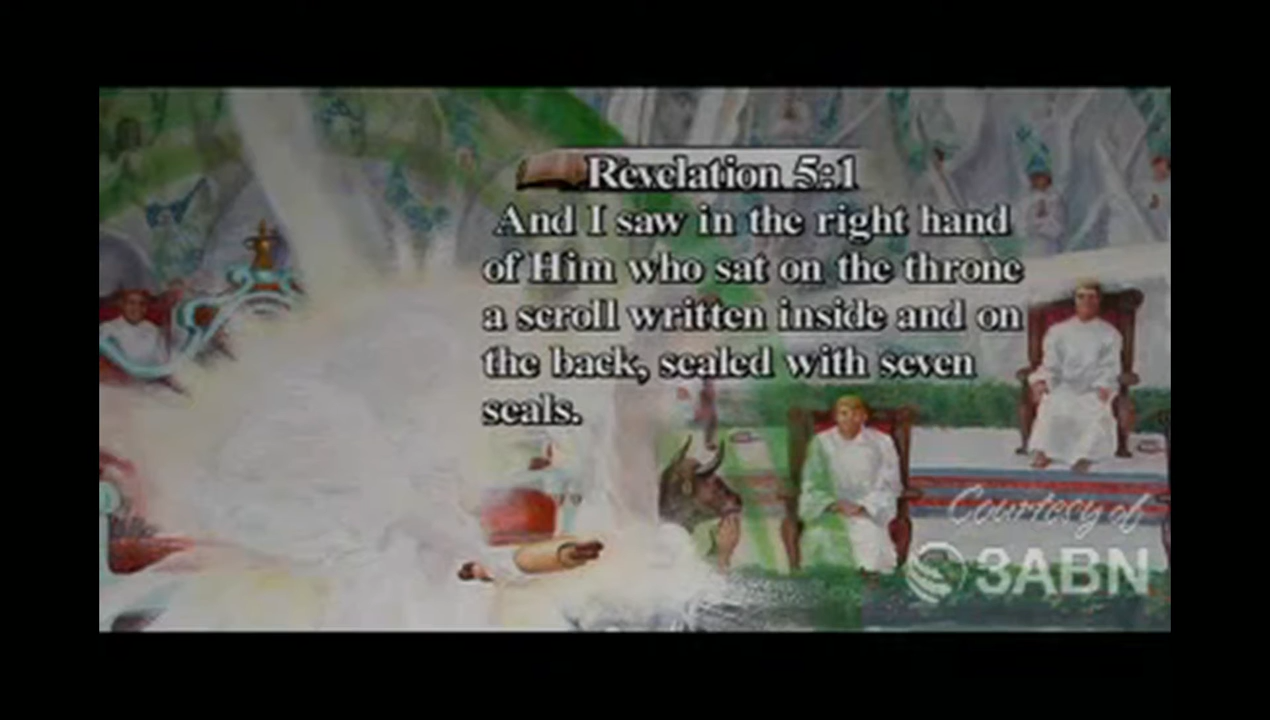 Revelation 5:1
And I saw in the right hand
of Him who sat on the throne
a scroll written inside and on
the back, sealed with seven
seals.
Courtesy of
3ABN